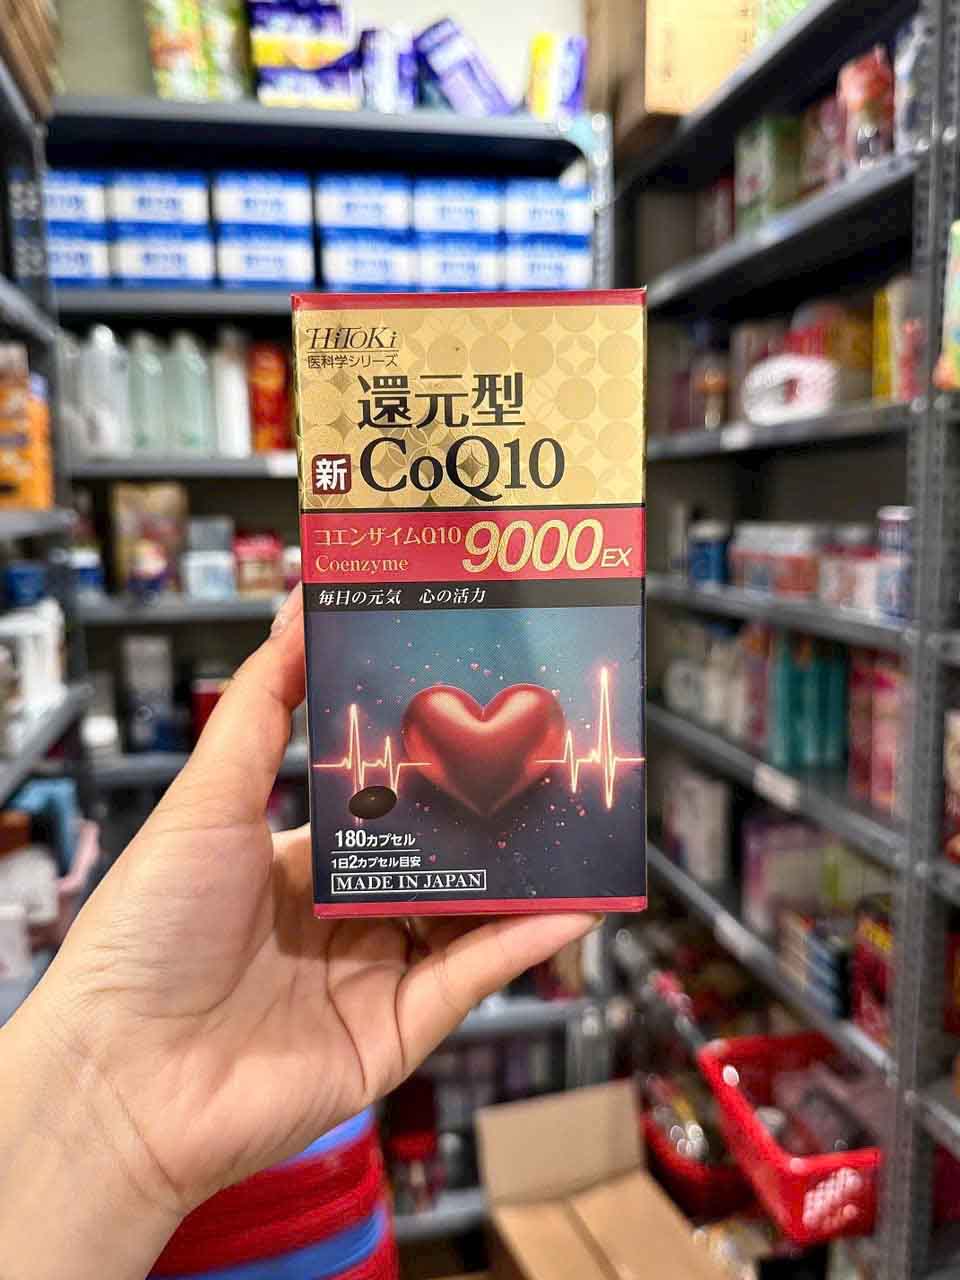 HiToKi
医科学シリーズ
還元型
新 CoQ10
コエンザイムQ10
Coenzyme
9000EX
毎日の元気 心の活力
180カプセル
1日2カプセル目安
MADE IN JAPAN